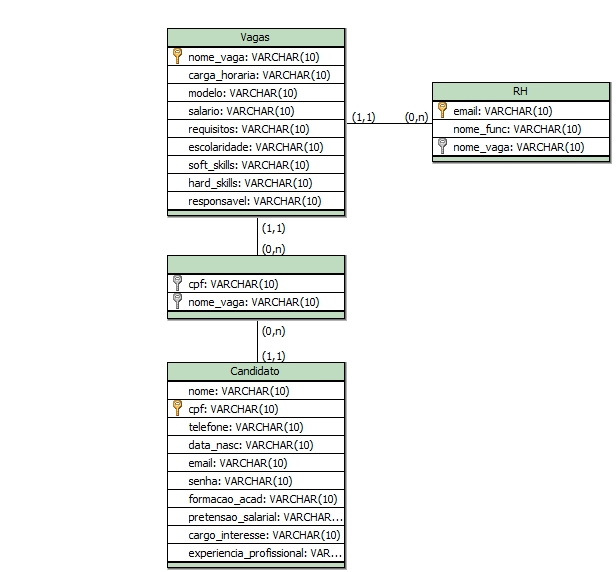 Vagas
nome_vaga: VARCHAR(10)
carga_horaria: VARCHAR(10)
modelo: VARCHAR(10)
salario: VARCHAR(10)
requisitos: VARCHAR(10)
escolaridade: VARCHAR(10)
soft_skills: VARCHAR(10)
hard_skills: VARCHAR(10)
responsavel: VARCHAR(10)
(1,1)
(0,n)
RH
email: VARCHAR(10)
nome_func: VARCHAR(10)
nome_vaga: VARCHAR(10)
(1,1)
(0,n)
cpf: VARCHAR(10)
nome_vaga: VARCHAR(10)
(0,n)
(1,1)
Candidato
nome: VARCHAR(10)
cpf: VARCHAR(10)
telefone: VARCHAR(10)
data_nasc: VARCHAR(10)
email: VARCHAR(10)
senha: VARCHAR(10)
formacao_acad: VARCHAR(10)
pretensao_salarial: VARCHAR...
cargo_interesse: VARCHAR(10)
experiencia_profissional: VAR...